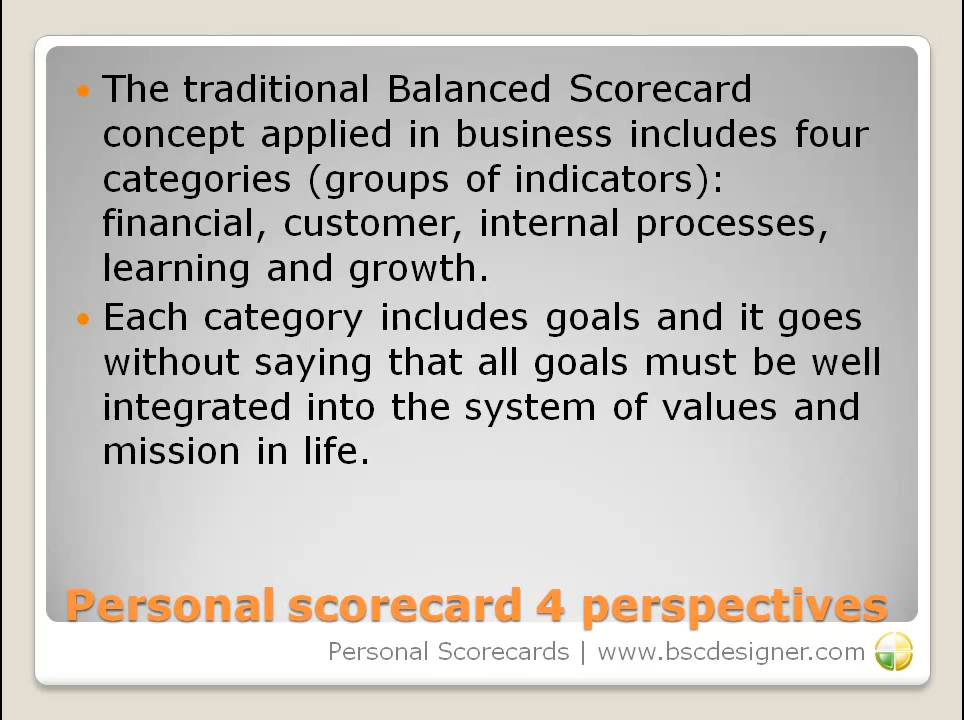 The traditional Balanced Scorecard
concept applied in business includes four
categories (groups of indicators):
financial, customer, internal processes,
learning and growth.
Each category includes goals and it goes
without saying that all goals must be well
integrated into the system of values and
mission in life.
Personal scorecard 4 perspectives
Personal Scorecards | www.bscdesigner.com